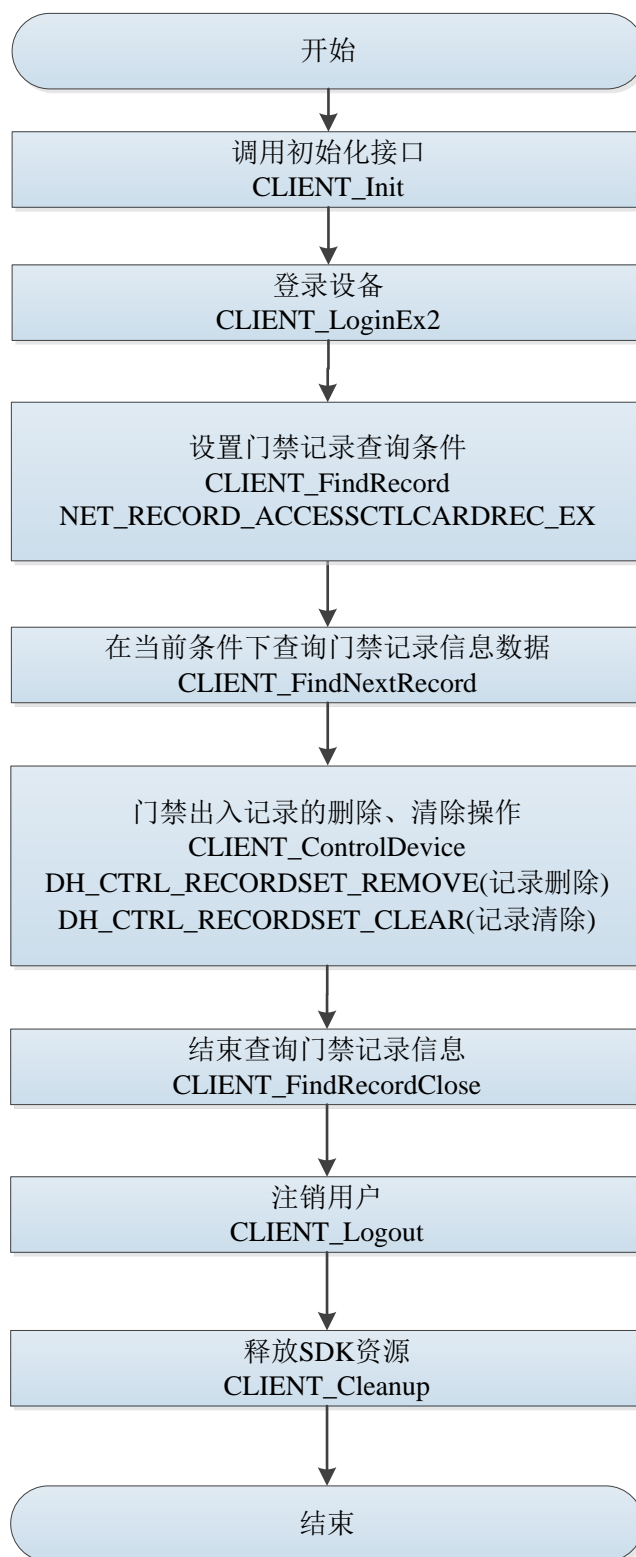 开始
调用初始化接口
CLIENT_Init
登录设备
CLIENT_LoginEx2
设置门禁记录查询条件
CLIENT_FindRecord
NET_RECORD_ACCESSCTLCARDREC_EX
在当前条件下查询门禁记录信息数据
CLIENT_FindNextRecord
门禁出入记录的删除、清除操作
CLIENT_ControlDevice
DH_CTRL_RECORDSET_REMOVE(记录删除)
DH_CTRL_RECORDSET_CLEAR(记录清除)
结束查询门禁记录信息
CLIENT_FindRecordClose
注销用户
CLIENT_Logout
释放SDK资源
CLIENT_Cleanup
结束